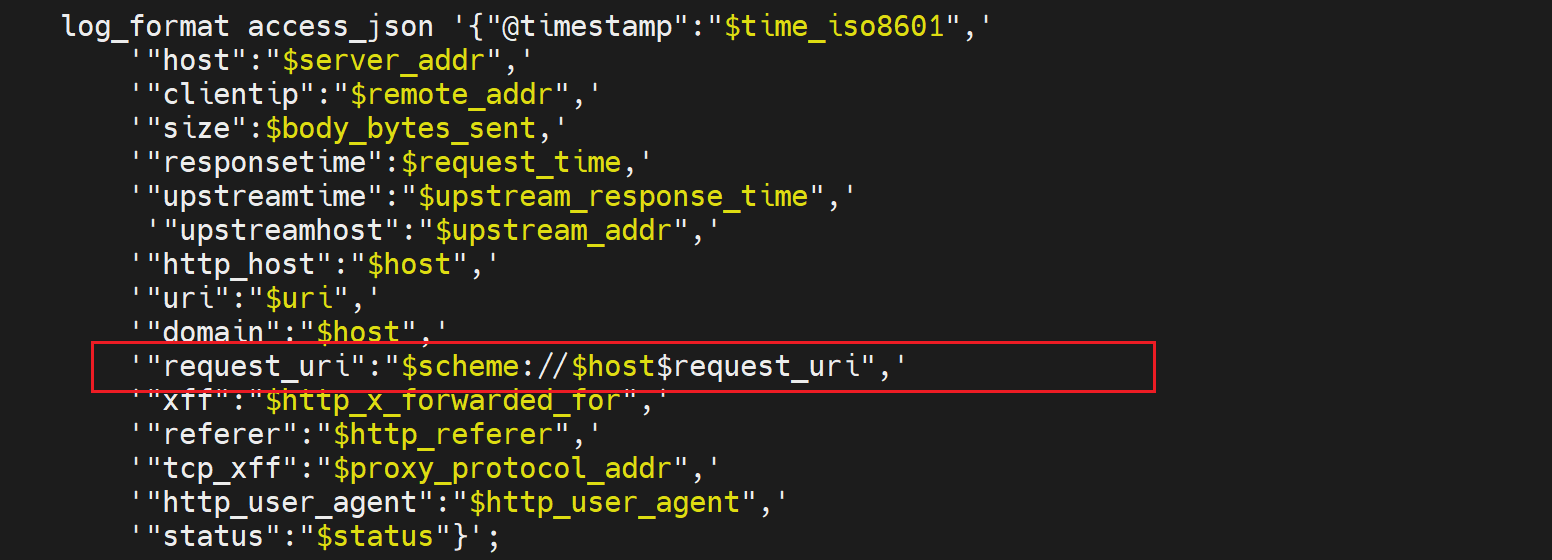 log_format access_json '{"@timestamp":"$time_iso8601",'
'"host":"$server_addr",'
'"clientip":"$remote_addr",'
'"size":$body_bytes_sent,'
'"responsetime":$request_time,'
'"upstreamtime":"$upstream_response_time",'
'"upstreamhost":"$upstream_addr",'
'"http_host":"$host",'
'"uri":"$uri",'
'"domain":"$host",'
'"request_uri":"$scheme://$host$request_uri",'
'"xff":"$http_x_forwarded_for",'
'"referer":"$http_referer",'
'"tcp_xff":"$proxy_protocol_addr",'
'"http_user_agent":"$http_user_agent",'
'"status":"$status"}';